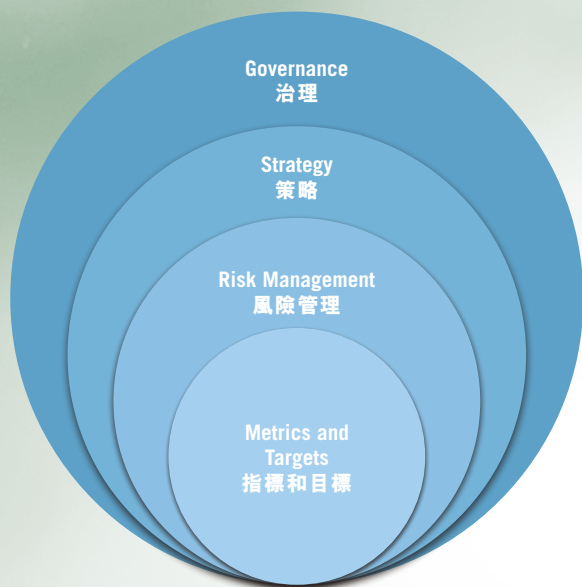 Governance
治理
Strategy
策略
Risk Management
風險管理
Metrics and
Targets
指標和目標